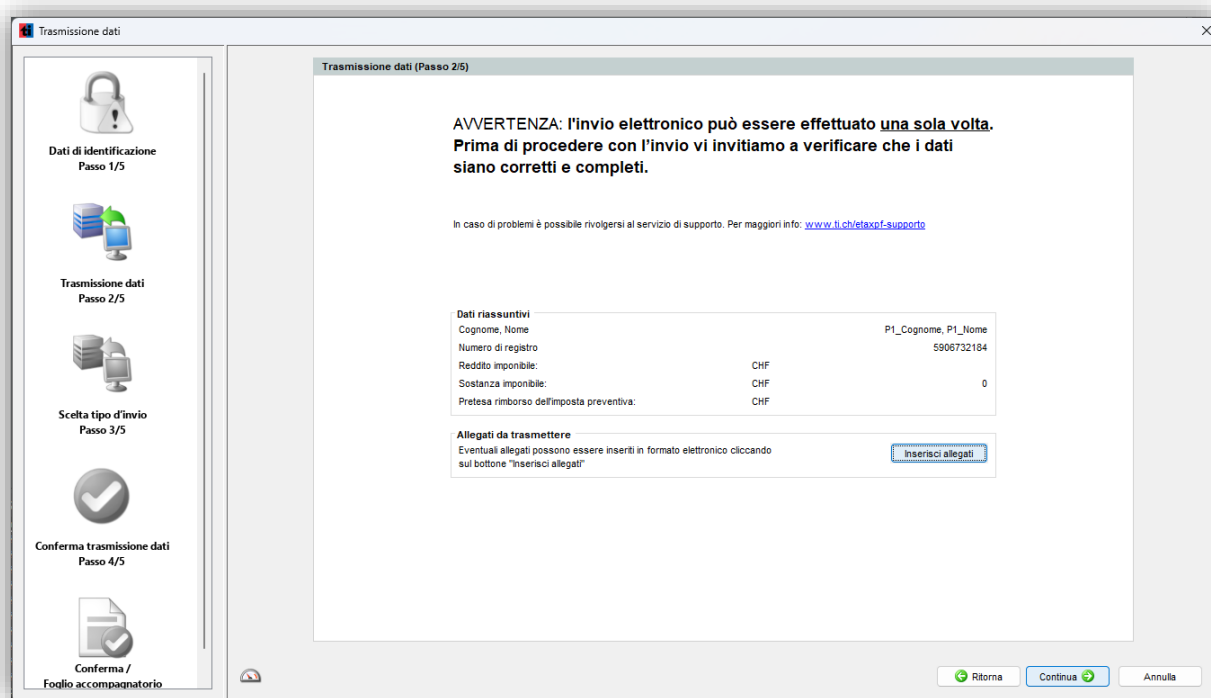 ti Trasmissione dati
Dati di identificazione
Passo 1/5
Trasmissione dati
Passo 2/5
Scelta tipo d'invio
Passo 3/5
Conferma trasmissione dati
Passo 4/5
Conferma /
Foglio accompagnatorio
Trasmissione dati (Passo 2/5)
AVVERTENZA: l'invio elettronico può essere effettuato una sola volta.
Prima di procedere con l'invio vi invitiamo a verificare che i dati
siano corretti e completi.
In caso di problemi è possibile rivolgersi al servizio di supporto. Per maggiori info: www.ti.ch/etaxpf-supporto
Dati riassuntivi
Cognome, Nome P1_Cognome, P1_Nome
Numero di registro 5906732184
Reddito imponibile: CHF
Sostanza imponibile: CHF 0
Pretesa rimborso dell'imposta preventiva: CHF
Allegati da trasmettere
Eventuali allegati possono essere inseriti in formato elettronico cliccando
sul bottone "Inserisci allegati"
Inserisci allegati
Ritorna Continua Annulla